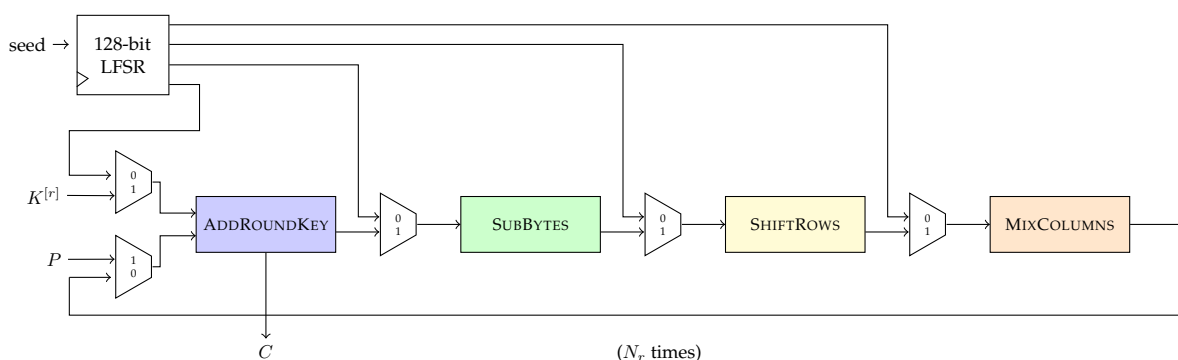 seed
128-bit
LFSR
0
1
K^{[r]}
ADDROUNDKEY
0
1
SUBBYTES
0
1
SHIFTROWS
0
1
MIXCOLUMNS
P
1
0
C
(N_r times)